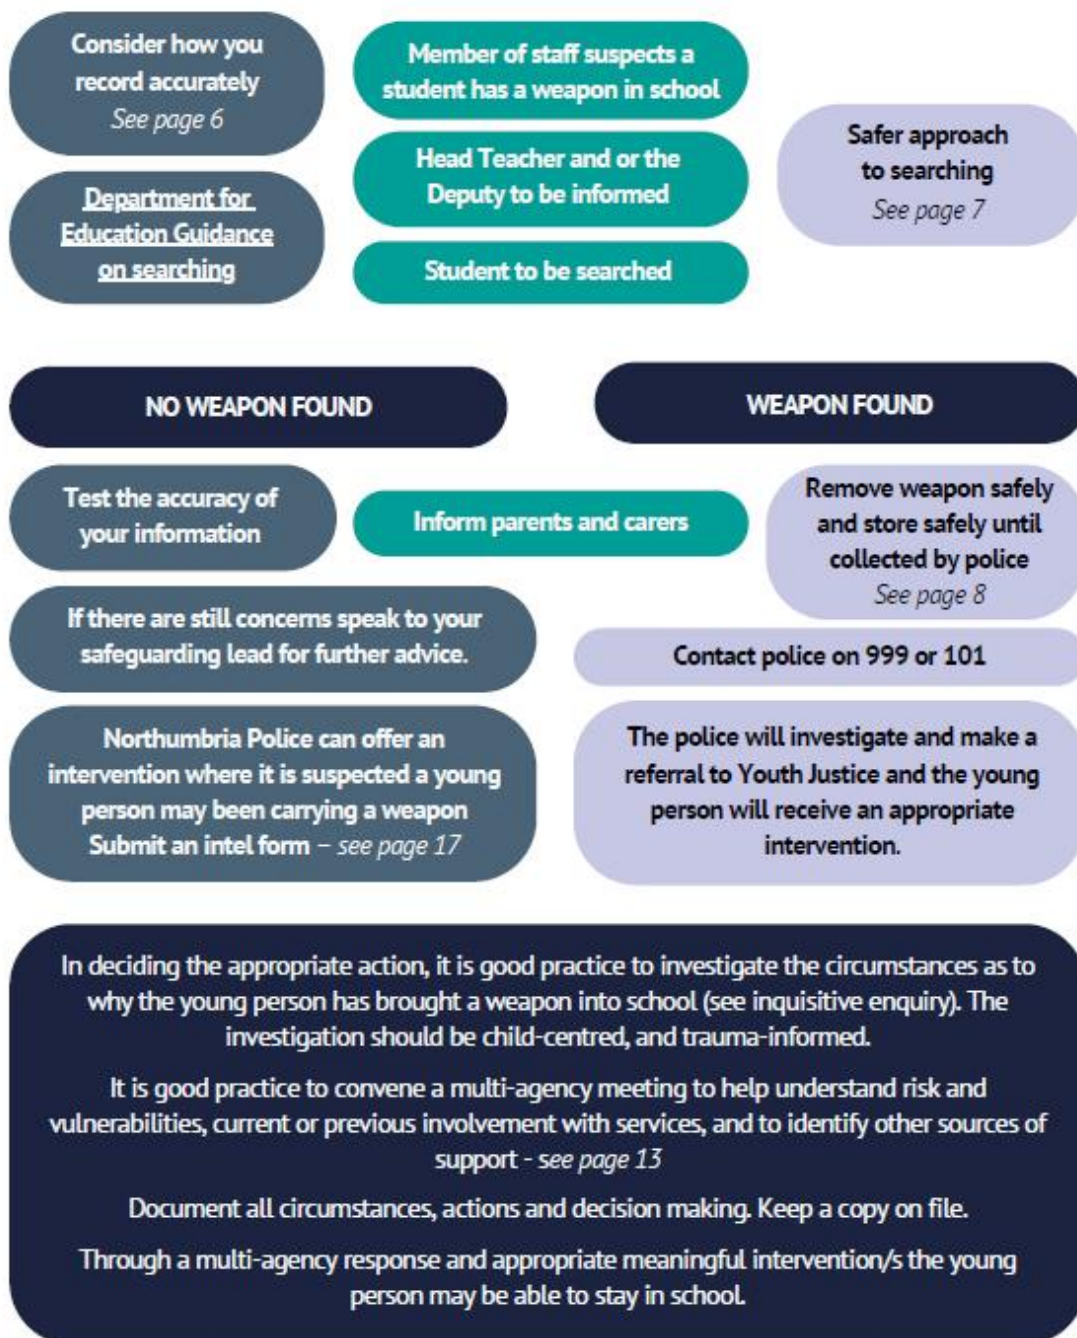 Consider how you
record accurately
See page 6
Department for
Education Guidance
on searching
Member of staff suspects a
student has a weapon in school
Head Teacher and or the
Deputy to be informed
Student to be searched
Safer approach
to searching
See page 7
NO WEAPON FOUND
WEAPON FOUND
Test the accuracy of
your information
Inform parents and carers
Remove weapon safely
and store safely until
collected by police
See page 8
If there are still concerns speak to your
safeguarding lead for further advice.
Contact police on 999 or 101
Northumbria Police can offer an
intervention where it is suspected a young
person may been carrying a weapon
Submit an intel form – see page 17
The police will investigate and make a
referral to Youth Justice and the young
person will receive an appropriate
intervention.
In deciding the appropriate action, it is good practice to investigate the circumstances as to
why the young person has brought a weapon into school (see inquisitive enquiry). The
investigation should be child-centred, and trauma-informed.
It is good practice to convene a multi-agency meeting to help understand risk and
vulnerabilities, current or previous involvement with services, and to identify other sources of
support - see page 13
Document all circumstances, actions and decision making. Keep a copy on file.
Through a multi-agency response and appropriate meaningful intervention/s the young
person may be able to stay in school.